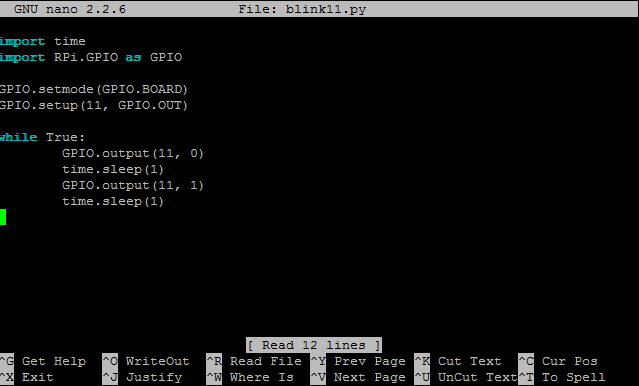 GNU nano 2.2.6 File: blink11.py
import time
import RPi.GPIO as GPIO
GPIO.setmode(GPIO.BOARD)
GPIO.setup(11, GPIO.OUT)
while True:
GPIO.output(11, 0)
time.sleep(1)
GPIO.output(11, 1)
time.sleep(1)
[ Read 12 lines ]
^G Get Help ^O WriteOut ^R Read File ^Y Prev Page ^K Cut Text ^C Cur Pos
^X Exit ^J Justify ^W Where Is ^V Next Page ^U UnCut Text ^T To Spell